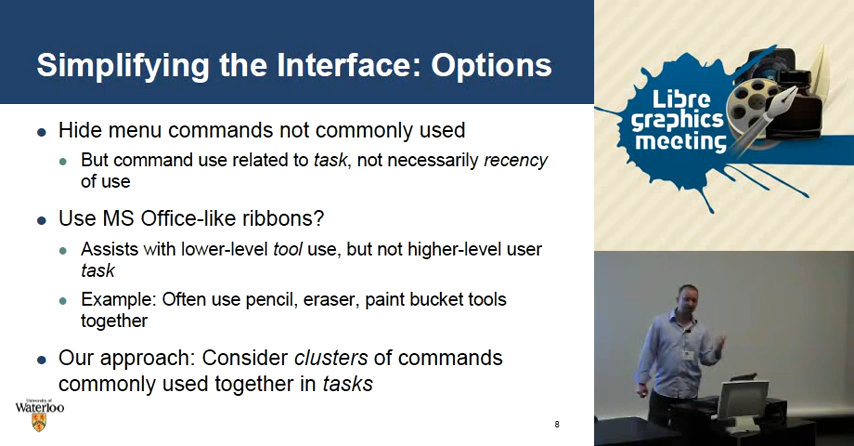 Simplifying the Interface: Options
Hide menu commands not commonly used
But command use related to task, not necessarily recency
of use
Use MS Office-like ribbons?
Assists with lower-level tool use, but not higher-level user
task
Example: Often use pencil, eraser, paint bucket tools
together
Our approach: Consider clusters of commands
commonly used together in tasks
University of
Waterloo
8
Libre
graphics
meeting